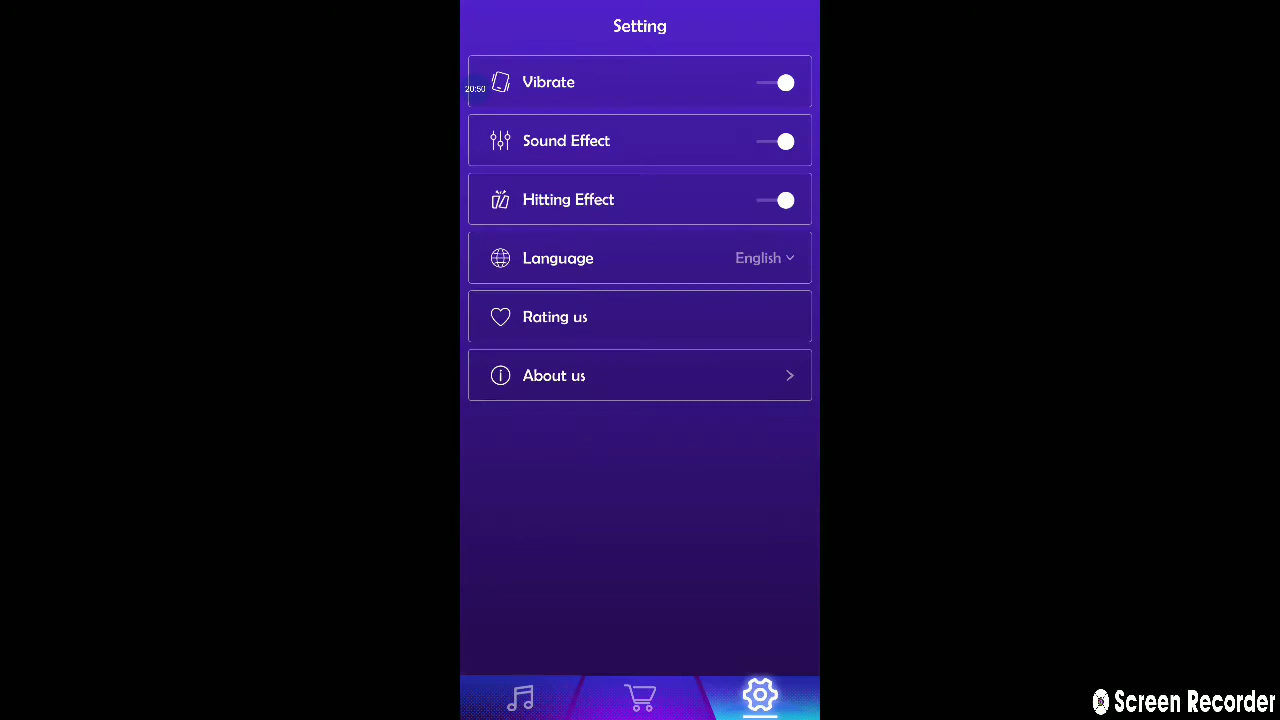 Setting
20:50
Vibrate
Sound Effect
Hitting Effect
Language English
Rating us
About us
Screen Recorder